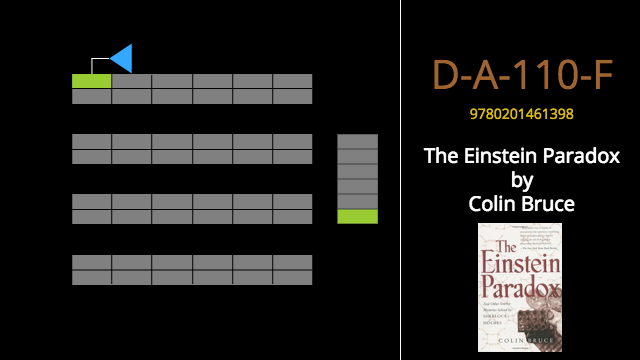 D-A-110-F
9780201461398
The Einstein Paradox
by
Colin Bruce
The
Einstein
Paradox
COLIN BRUCE